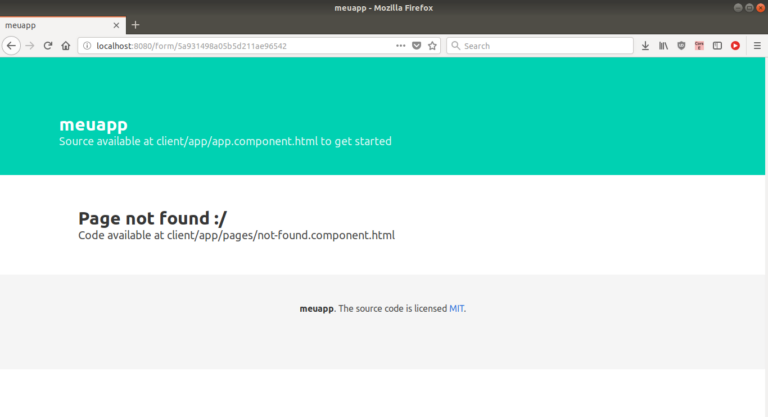 meuapp - Mozilla Firefox
meuapp
localhost:8080/form/5a931498a05b5d211ae96542
Search
meuapp
Source available at client/app/app.component.html to get started
Page not found :/
Code available at client/app/pages/not-found.component.html
meuapp. The source code is licensed MIT.